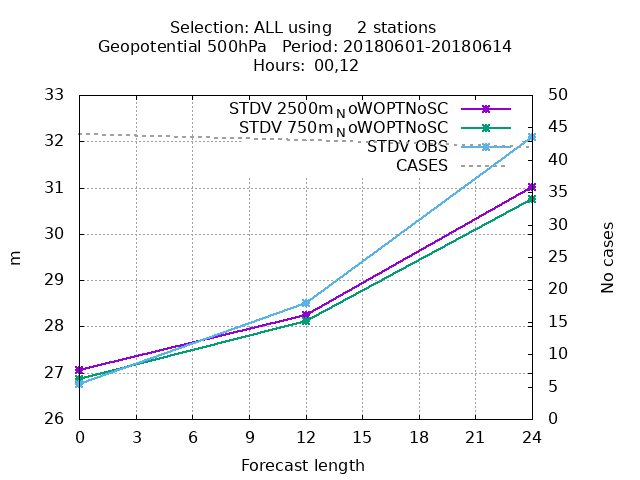 Selection: ALL using     2 stations
Geopotential 500hPa   Period: 20180601-20180614
Hours:  00,12
33 50
STDV 2500mNoWOPTNoSC
STDV 750mNoWOPTNoSC
STDV OBS
CASES
32 45
31 40
30 35
29 30
28 25
27 20
26 15
10
5
0
m
No cases
0 3 6 9 12 15 18 21 24
Forecast length